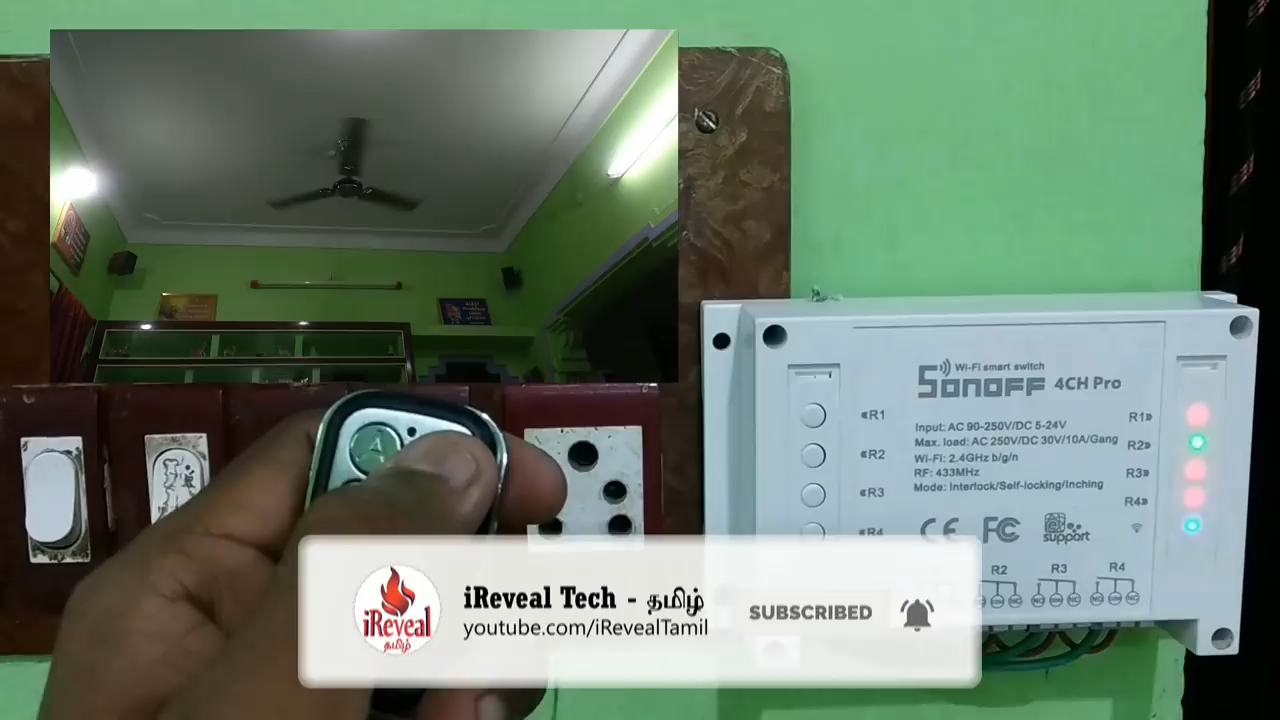 Wi-Fi smart switch
SONOFF 4CH Pro
Input: AC 90-250V/DC 5-24V
Max. load: AC 250V/DC 30V/10A/Gang
Wi-Fi: 2.4GHz b/g/n
RF: 433MHz
Mode: Interlock/Self-locking/Inching
R1
R2
R3
R4
R1
R2
R3
R4
CE FC
support
R2 R3 R4
NO NC
A
iReveal
தமிழ்
iReveal Tech - தமிழ்
youtube.com/iRevealTamil
SUBSCRIBED